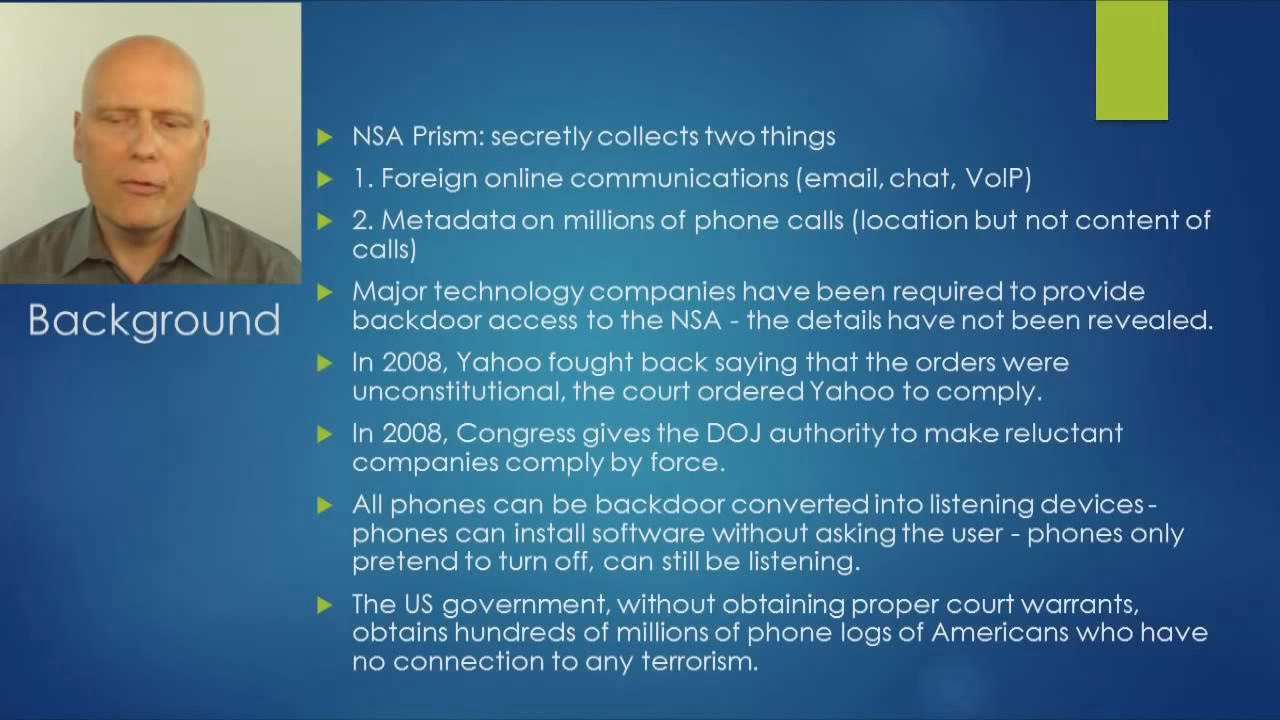 NSA Prism: secretly collects two things
1. Foreign online communications (email, chat, VoIP)
2. Metadata on millions of phone calls (location but not content of
calls)
Major technology companies have been required to provide
backdoor access to the NSA - the details have not been revealed.
In 2008, Yahoo fought back saying that the orders were
unconstitutional, the court ordered Yahoo to comply.
In 2008, Congress gives the DOJ authority to make reluctant
companies comply by force.
All phones can be backdoor converted into listening devices -
phones can install software without asking the user - phones only
pretend to turn off, can still be listening.
The US government, without obtaining proper court warrants,
obtains hundreds of millions of phone logs of Americans who have
no connection to any terrorism.
Background